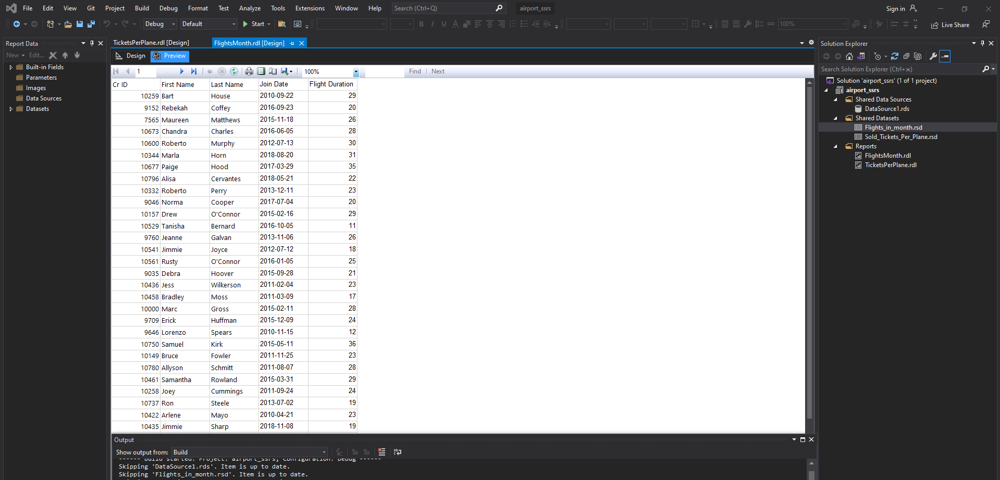 File Edit View Git Project Build Debug Format Test Analyze Tools Extensions Window Help Search (Ctrl+Q) airport_ssrs Sign in
Debug Default Start 100% Live Share
Report Data
New Edit...
Built-in Fields
Parameters
Images
Data Sources
Datasets
TicketsPerPlane.rdl [Design] FlightsMonth.rdl [Design]
Design Preview
1 100% Find | Next
Cr ID First Name Last Name Join Date Flight Duration
10259 Bart House 2010-09-22 29
9152 Rebekah Coffey 2016-09-23 20
7565 Maureen Matthews 2015-11-18 26
10673 Chandra Charles 2016-06-05 28
10600 Roberto Murphy 2012-07-13 30
10344 Marla Horn 2018-08-20 31
10677 Paige Hood 2017-03-29 35
10796 Alisa Cervantes 2018-05-21 22
10332 Roberto Perry 2013-12-11 23
9046 Norma Cooper 2017-07-04 20
10157 Drew O'Connor 2015-02-16 29
10529 Tanisha Bernard 2016-10-05 11
9760 Jeanne Galvan 2013-11-06 26
10541 Jimmie Joyce 2012-07-12 18
10561 Rusty O'Connor 2016-01-05 25
9035 Debra Hoover 2015-09-28 21
10436 Jess Wilkerson 2011-02-04 23
10458 Bradley Moss 2011-03-09 17
10000 Marc Gross 2015-02-11 28
9709 Erick Huffman 2015-12-09 24
9646 Lorenzo Spears 2010-11-15 12
10750 Samuel Kirk 2015-05-11 36
10149 Bruce Fowler 2011-11-25 23
10780 Allyson Schmitt 2011-08-07 28
10461 Samantha Rowland 2015-03-31 29
10258 Joey Cummings 2011-09-24 24
10737 Ron Steele 2013-07-02 19
10422 Arlene Mayo 2010-04-21 23
10435 Jimmie Sharp 2018-11-08 19
Output
Show output from: Build
------ Build started: Project: airport_ssrs, Configuration: Debug ------
Skipping 'DataSource1.rds'. Item is up to date.
Skipping 'Flights_in_month.rsd'. Item is up to date.
Solution Explorer
Search Solution Explorer (Ctrl+ж)
Solution 'airport_ssrs' (1 of 1 project)
airport_ssrs
Shared Data Sources
DataSource1.rds
Shared Datasets
Flights_in_month.rsd
Sold_Tickets_Per_Plane.rsd
Reports
FlightsMonth.rdl
TicketsPerPlane.rdl